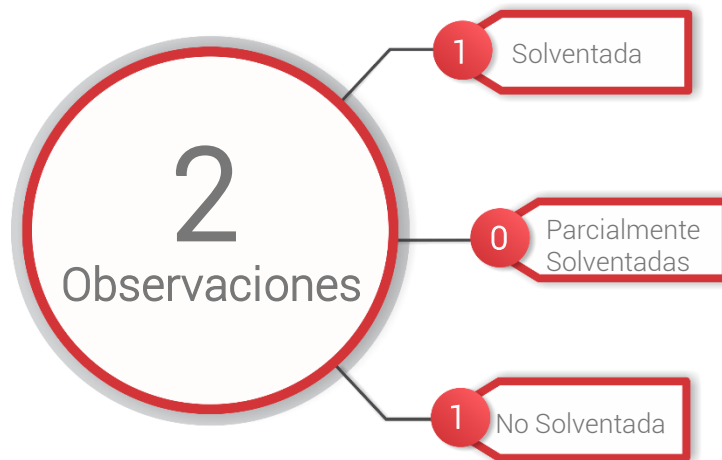 2
Observaciones
1
Solventada
0
Parcialmente
Solventadas
1
No Solventada